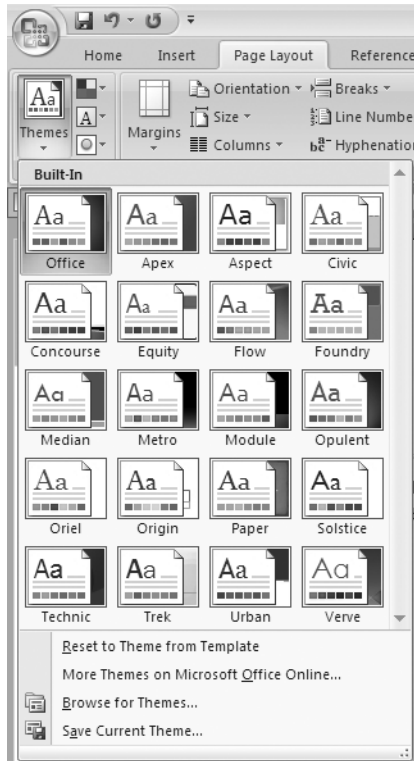 Home Insert Page Layout Reference
Aa Orientation Breaks
A Size Line Numbe
Themes Margins Columns Hyphenation
Built-In
Aa Aa Aa Aa
Office Apex Aspect Civic
Aa Aa Aa Aa
Concourse Equity Flow Foundry
Aa Aa Aa Aa
Median Metro Module Opulent
Aa Aa Aa Aa
Oriel Origin Paper Solstice
Aa Aa Aa Aa
Technic Trek Urban Verve
Reset to Theme from Template
More Themes on Microsoft Office Online...
Browse for Themes...
Save Current Theme...